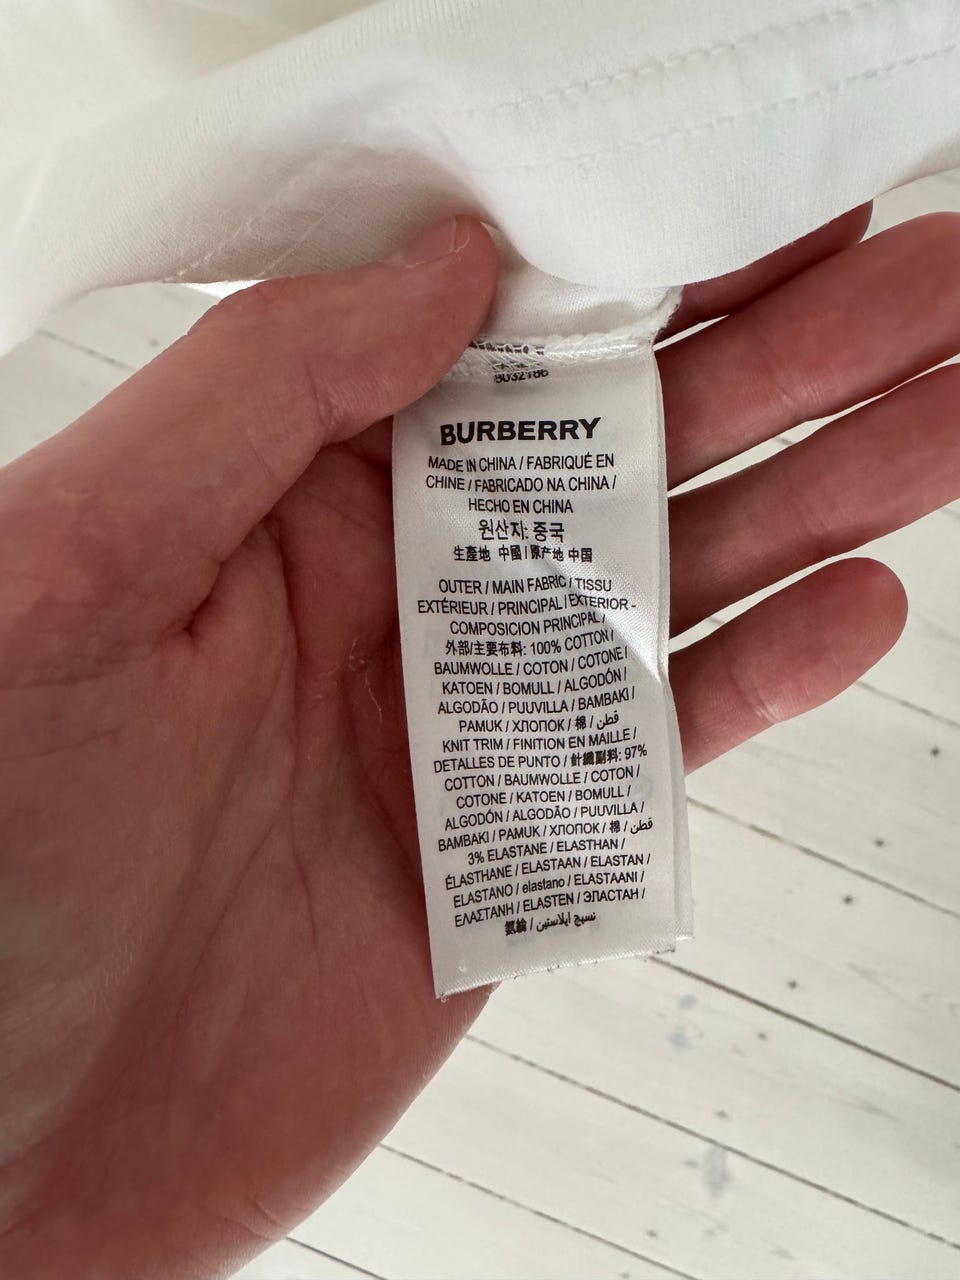 8032186
BURBERRY
MADE IN CHINA / FABRIQUÉ EN
CHINE / FABRICADO NA CHINA /
HECHO EN CHINA
원산지: 중국
生產地 中國 | 原产地 中国
OUTER / MAIN FABRIC / TISSU
EXTÉRIEUR / PRINCIPAL / EXTERIOR -
COMPOSICION PRINCIPAL /
外部/主要布料: 100% COTTON /
BAUMWOLLE / COTON / COTONE /
KATOEN / BOMULL / ALGODÓN /
ALGODÃO / PUUVILLA / BAMBAKI /
PAMUK / ХЛОПОК / 棉 / قطن
KNIT TRIM / FINITION EN MAILLE /
DETALLES DE PUNTO / 針織副料: 97%
COTTON / BAUMWOLLE / COTON /
COTONE / KATOEN / BOMULL /
ALGODÓN / ALGODÃO / PUUVILLA /
BAMBAKI / PAMUK / ХЛОПОК / 棉 / قطن
3% ELASTANE / ELASTHAN /
ÉLASTHANE / ELASTAAN / ELASTAN /
ELASTANO / elastano / ELASTAANI /
ΕΛΑΣΤΑΝΗ / ELASTEN / ЭЛАСТАН /
氨綸 / نسيج ايلاستين